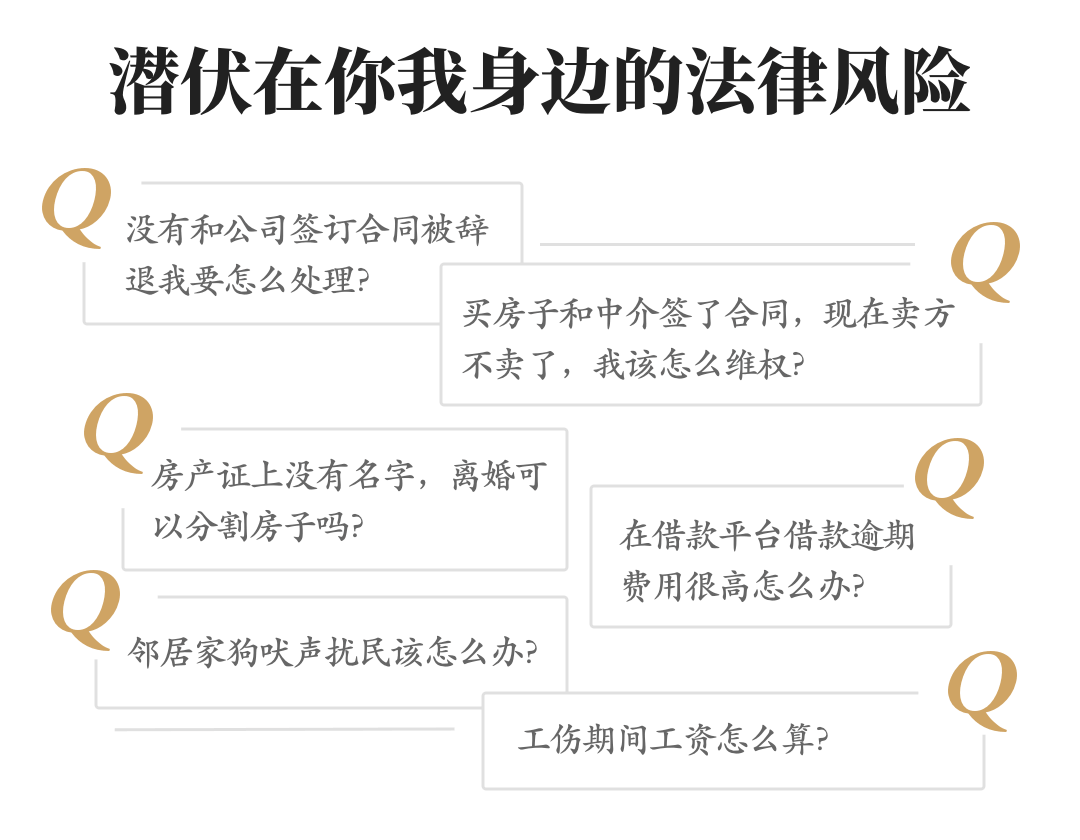 潜伏在你我身边的法律风险
Q
没有和公司签订合同被辞
退我要怎么处理?
Q
买房子和中介签了合同，现在卖方
不卖了，我该怎么维权?
Q
房产证上没有名字，离婚可
以分割房子吗?
Q
在借款平台借款逾期
费用很高怎么办?
Q
邻居家狗吠声扰民该怎么办?
Q
工伤期间工资怎么算?